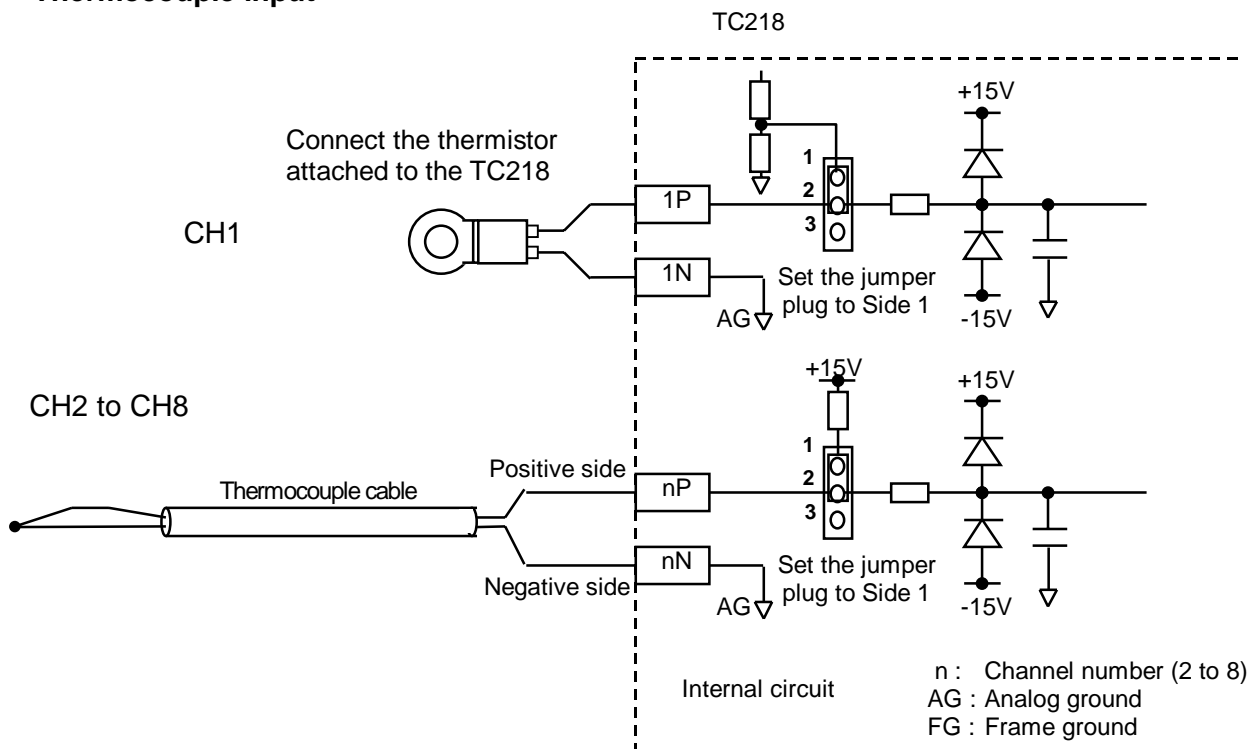 Thermocouple Input
TC218
+15V
Connect the thermistor
attached to the TC218
1
2
3
1P
CH1
1N
Set the jumper
plug to Side 1
AG
-15V
+15V
+15V
CH2 to CH8
1
2
3
Positive side
nP
Thermocouple cable
nN
Negative side
Set the jumper
plug to Side 1
AG
-15V
Internal circuit
n : Channel number (2 to 8)
AG : Analog ground
FG : Frame ground